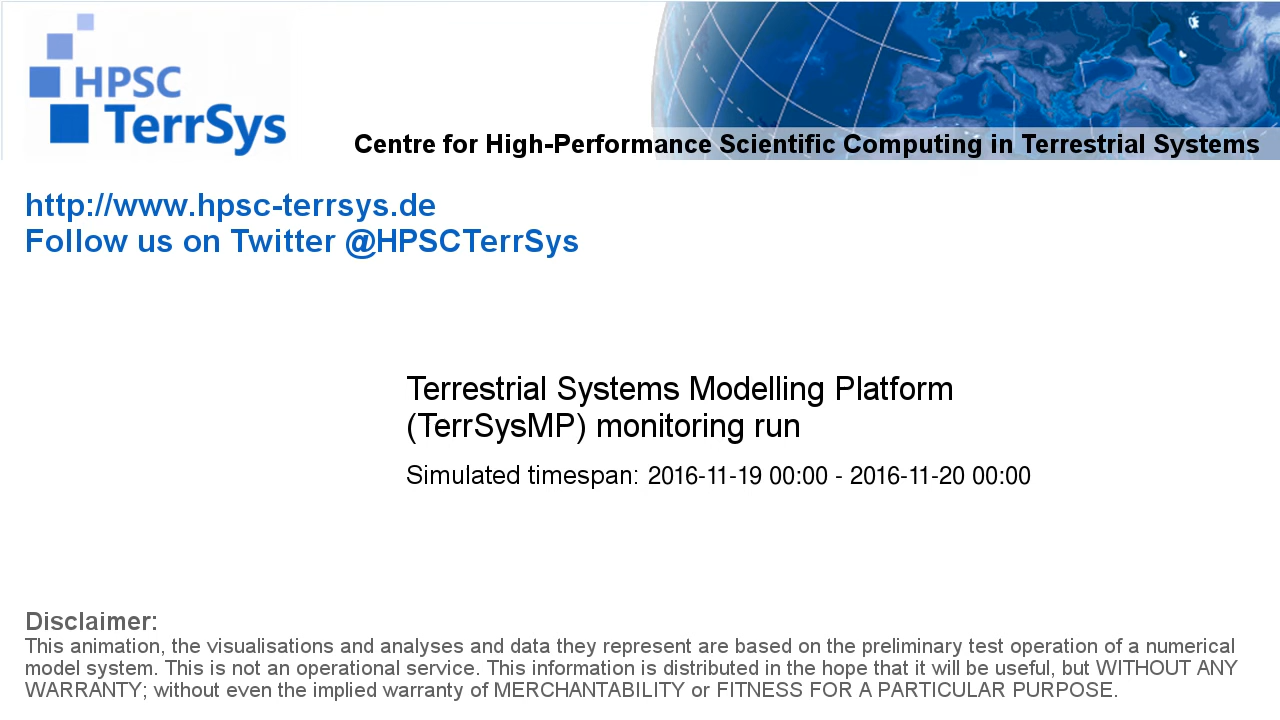 HPSC
TerrSys
Centre for High-Performance Scientific Computing in Terrestrial Systems
http://www.hpsc-terrsys.de
Follow us on Twitter @HPSCTerrSys
Terrestrial Systems Modelling Platform
(TerrSysMP) monitoring run
Simulated timespan: 2016-11-19 00:00 - 2016-11-20 00:00
Disclaimer:
This animation, the visualisations and analyses and data they represent are based on the preliminary test operation of a numerical
model system. This is not an operational service. This information is distributed in the hope that it will be useful, but WITHOUT ANY
WARRANTY; without even the implied warranty of MERCHANTABILITY or FITNESS FOR A PARTICULAR PURPOSE.